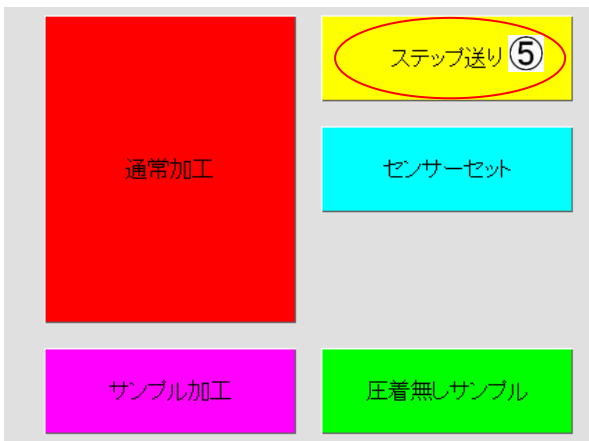 ステップ送り⑤
通常加工
センサーセット
サンプル加工
圧着無しサンプル